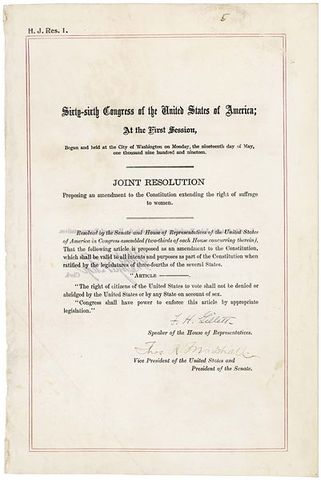 5
H. J. Res. 1.
Sixty-sixth Congress of the United States of America;
At the First Session,
Begun and held at the City of Washington on Monday, the nineteenth day of May,
one thousand nine hundred and nineteen.
JOINT RESOLUTION
Proposing an amendment to the Constitution extending the right of suffrage
to women.
Resolved by the Senate and House of Representatives of the United States
of America in Congress assembled (two-thirds of each House concurring therein),
That the following article is proposed as an amendment to the Constitution,
which shall be valid to all intents and purposes as part of the Constitution when
ratified by the legislatures of three-fourths of the several States.
"ARTICLE ———.
"The right of citizens of the United States to vote shall not be denied or
abridged by the United States or by any State on account of sex.
"Congress shall have power to enforce this article by appropriate
legislation."
F. H. Gillett
Speaker of the House of Representatives.
Thos. R. Marshall
Vice President of the United States and
President of the Senate.